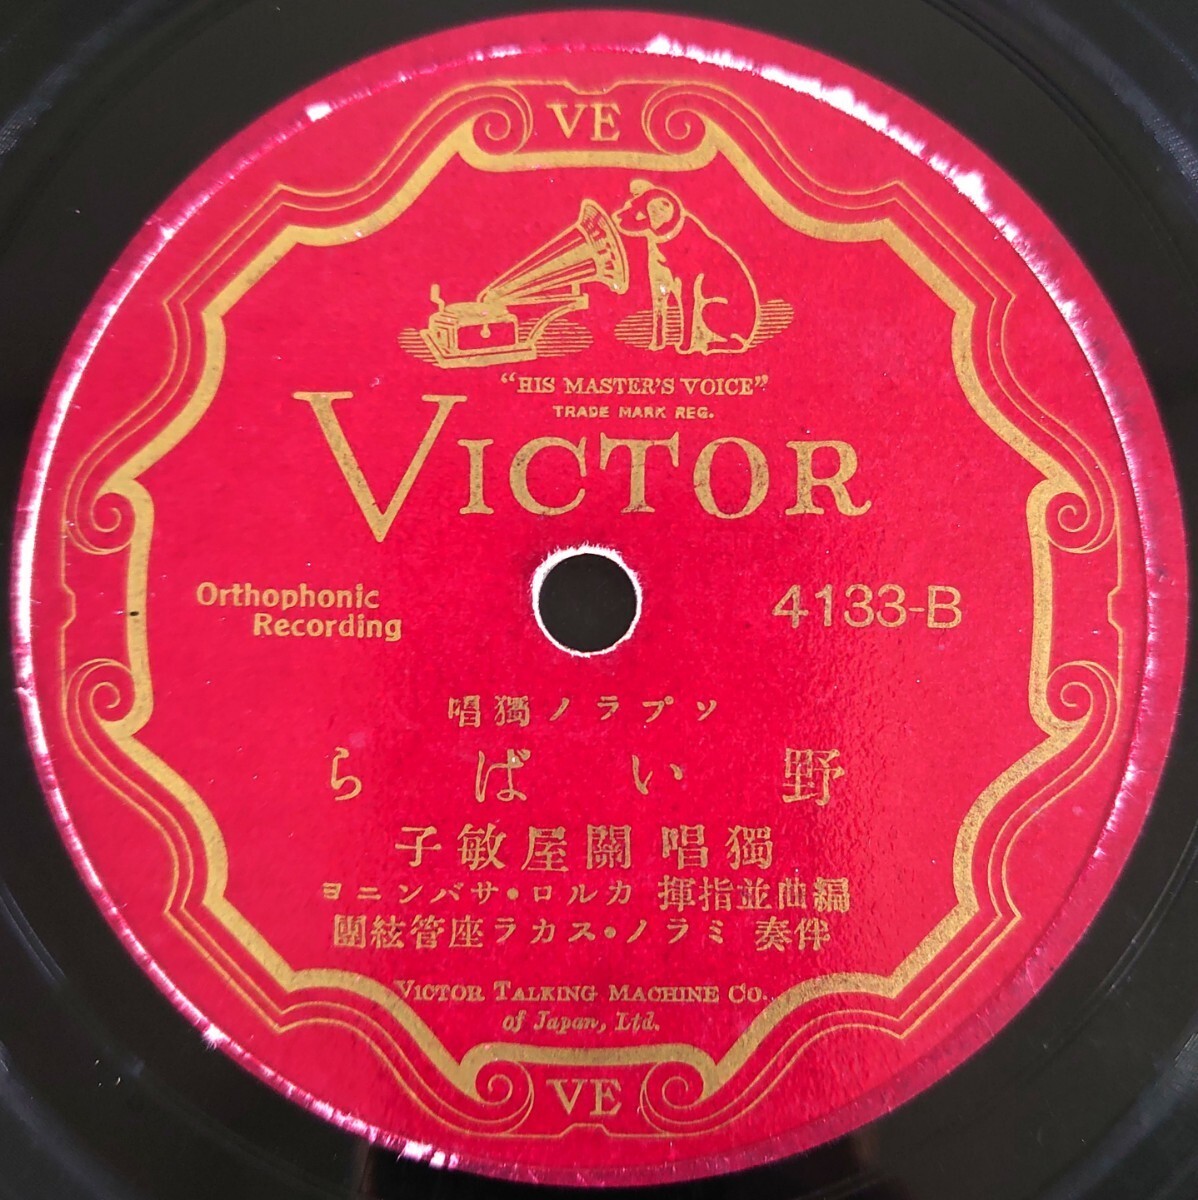 VE
"HIS MASTER'S VOICE"
TRADE MARK REG.
VICTOR
Orthophonic
Recording
4133-B
ソプラノ獨唱
野いばら
獨唱 關屋敏子
編曲並指揮 カルロ・サバンニヨ
伴奏 ミラノ・スカラ座管絃團
VICTOR TALKING MACHINE CO.
of Japan, Ltd.
VE